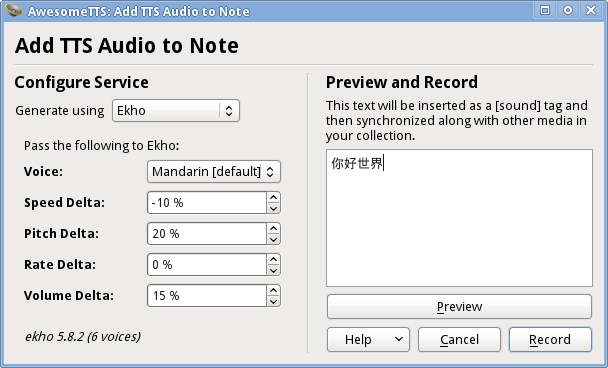 AwesomeTTS: Add TTS Audio to Note
Add TTS Audio to Note
Configure Service
Generate using Ekho
Pass the following to Ekho:
Voice: Mandarin [default]
Speed Delta: -10 %
Pitch Delta: 20 %
Rate Delta: 0 %
Volume Delta: 15 %
ekho 5.8.2 (6 voices)
Preview and Record
This text will be inserted as a [sound] tag and
then synchronized along with other media in
your collection.
你好世界
Preview
Help Cancel Record